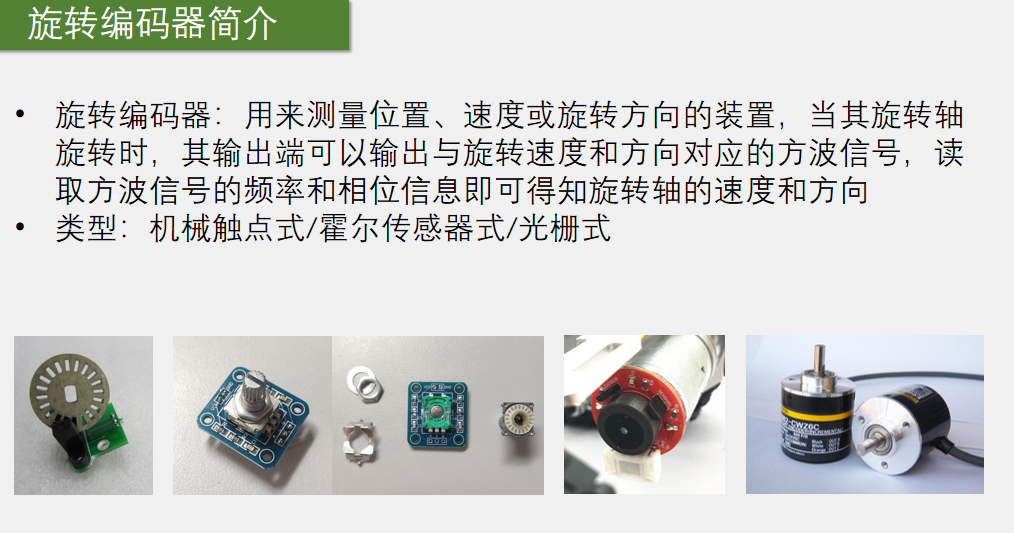 旋转编码器简介
• 旋转编码器：用来测量位置、速度或旋转方向的装置，当其旋转轴
旋转时，其输出端可以输出与旋转速度和方向对应的方波信号，读
取方波信号的频率和相位信息即可得知旋转轴的速度和方向
• 类型：机械触点式/霍尔传感器式/光栅式
-CWZ6C